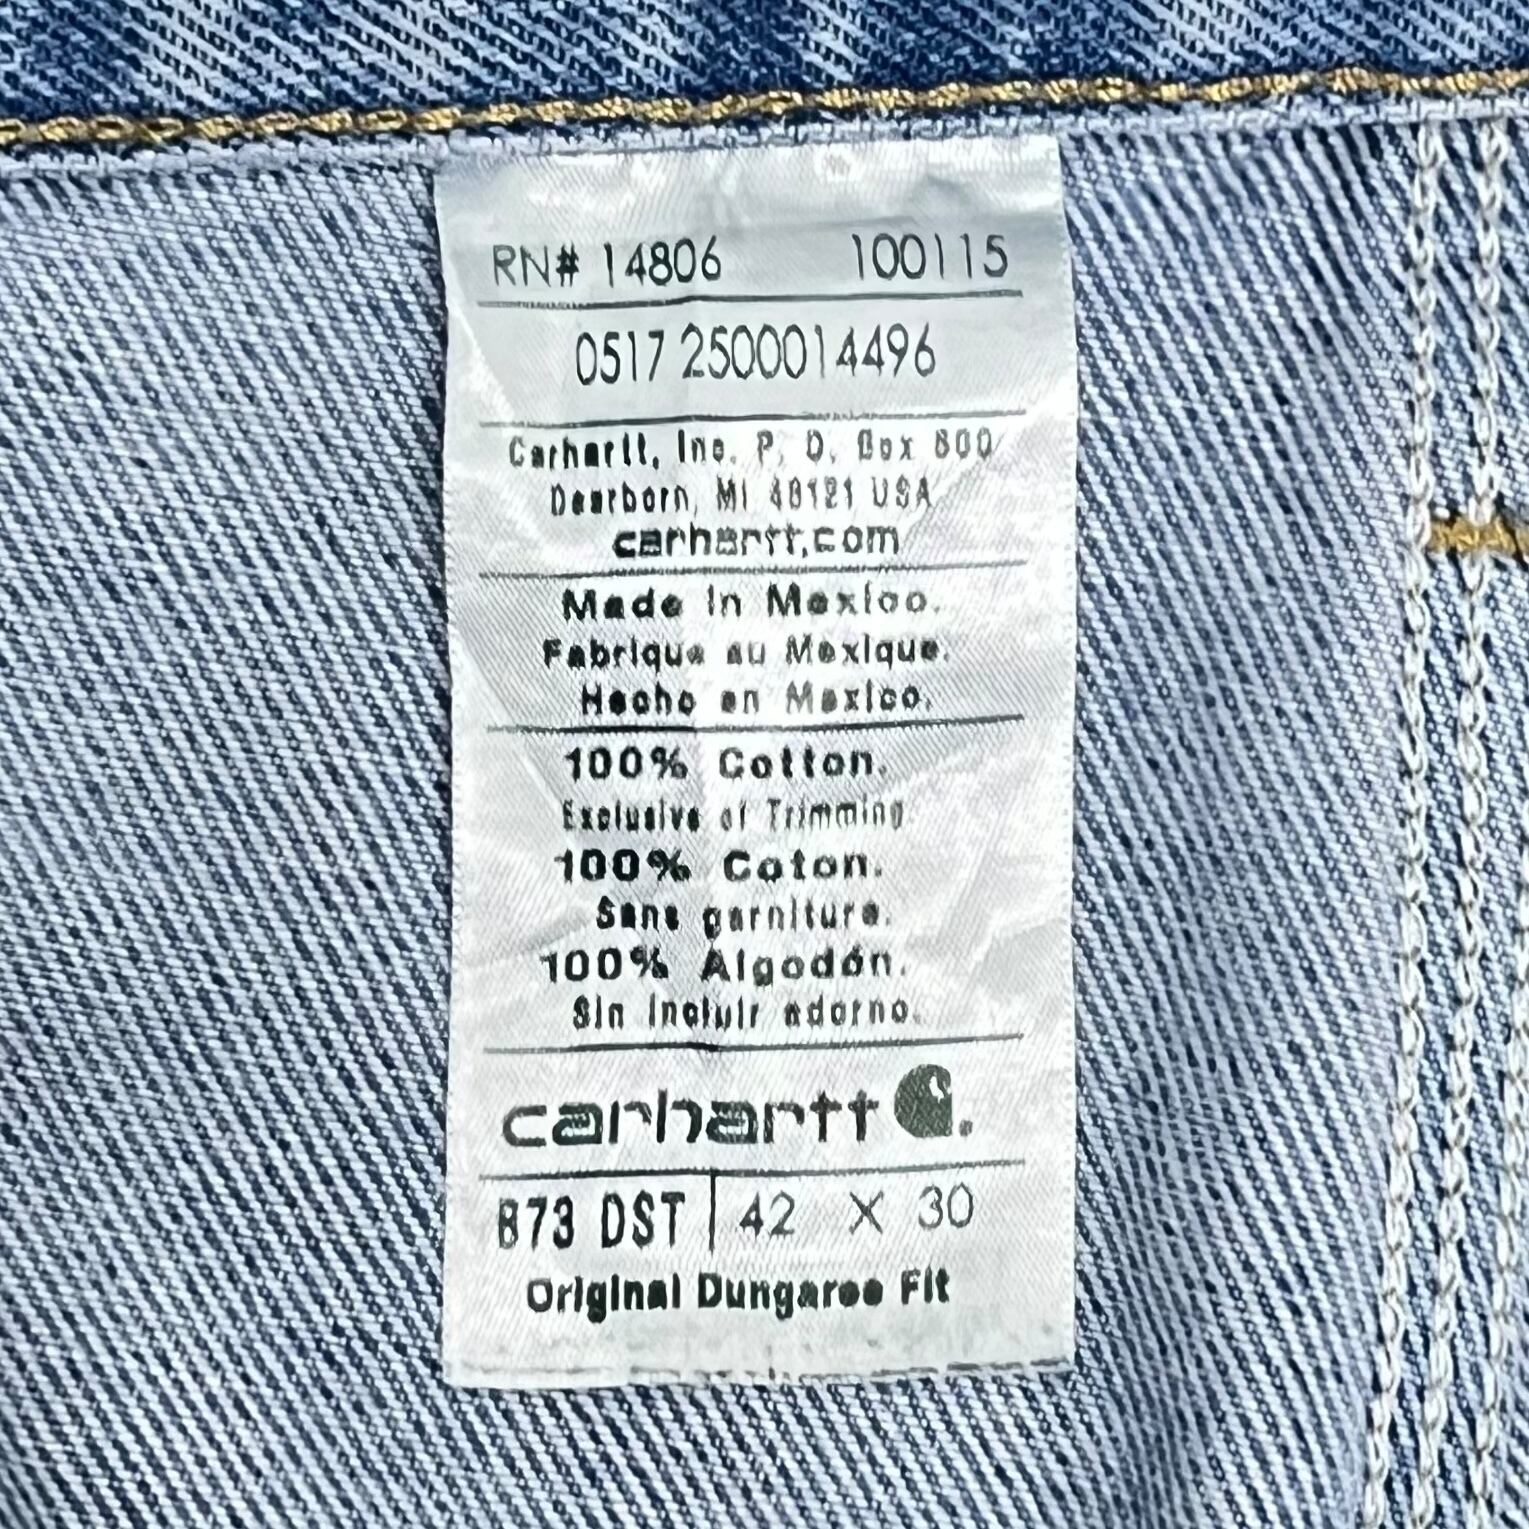 RN# 14806 100115
0517 2500014496
Carhartt, Inc. P. O. Box 600
Dearborn, MI 48121 USA
carhartt.com
Made in Mexico.
Fabrique au Mexique.
Hecho en Mexico.
100% Cotton.
Exclusive of Trimming
100% Coton.
Sans garniture.
100% Algodón.
Sin incluir adorno.
carhartt
B73 DST | 42 X 30
Original Dungaree Fit